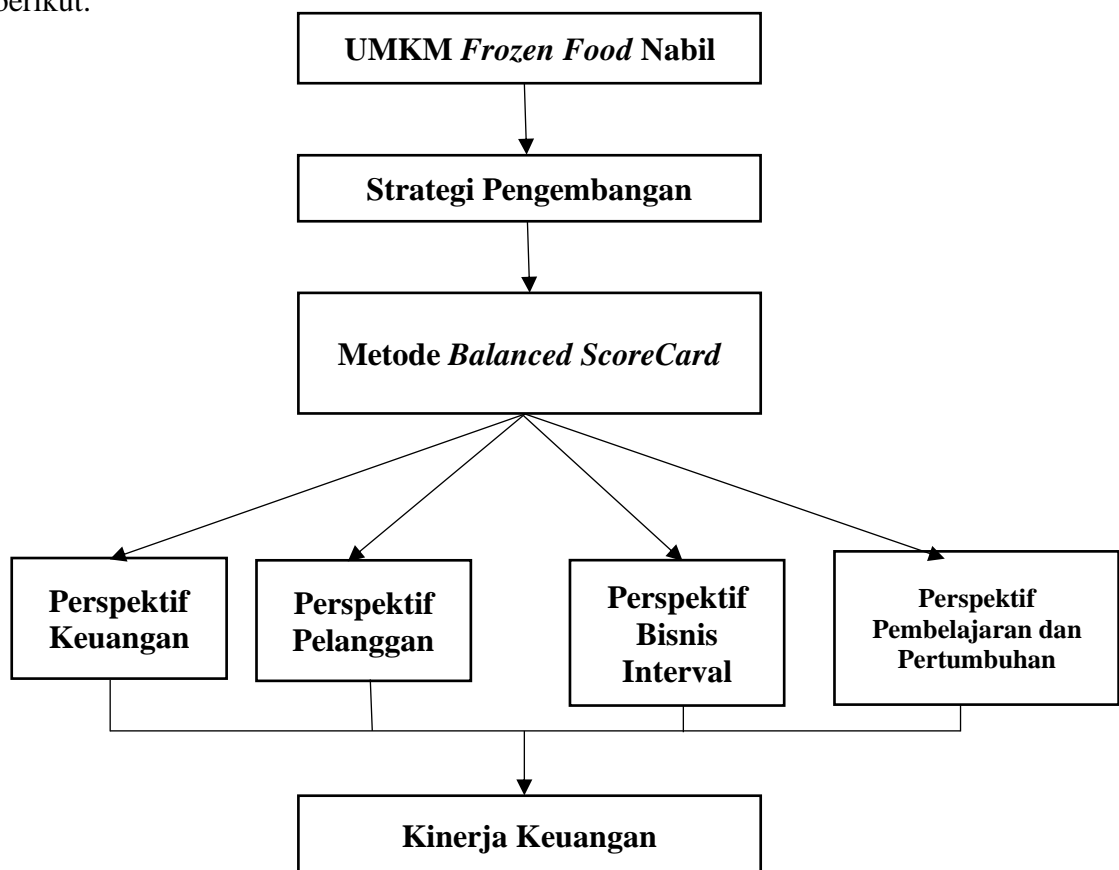 berikut.
UMKM Frozen Food Nabil
Strategi Pengembangan
Metode Balanced ScoreCard
Perspektif
Keuangan
Perspektif
Pelanggan
Perspektif
Bisnis
Interval
Perspektif
Pembelajaran dan
Pertumbuhan
Kinerja Keuangan